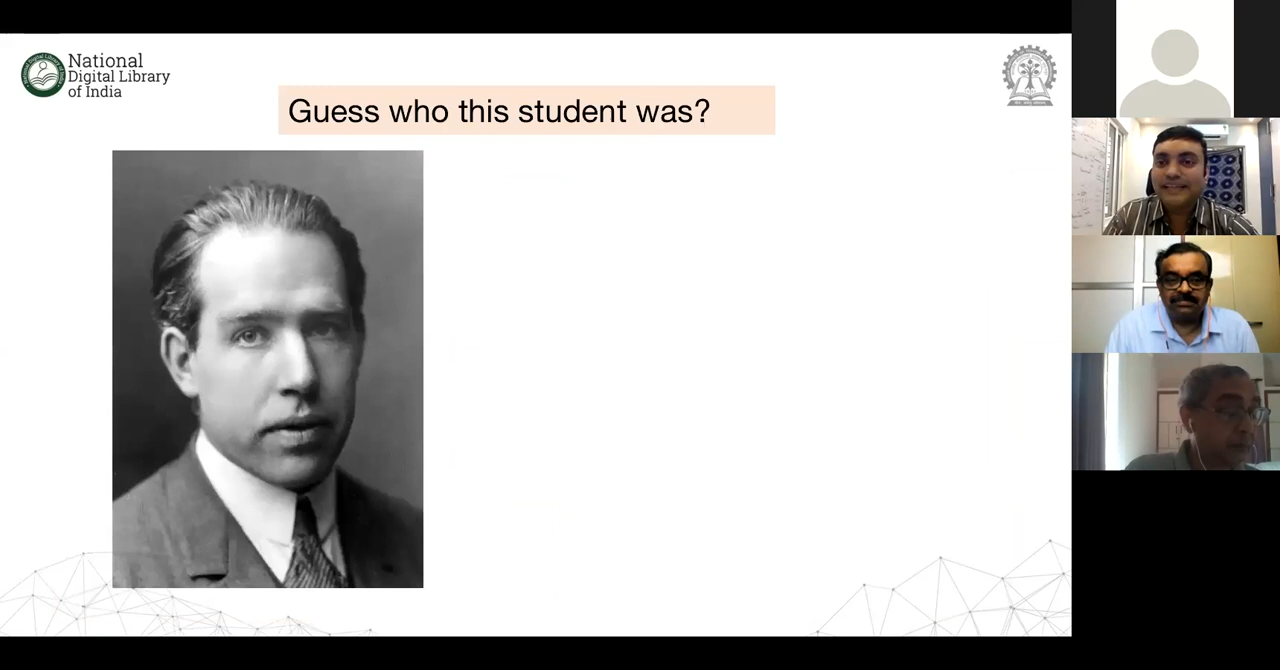 National
Digital Library
of India
Guess who this student was?